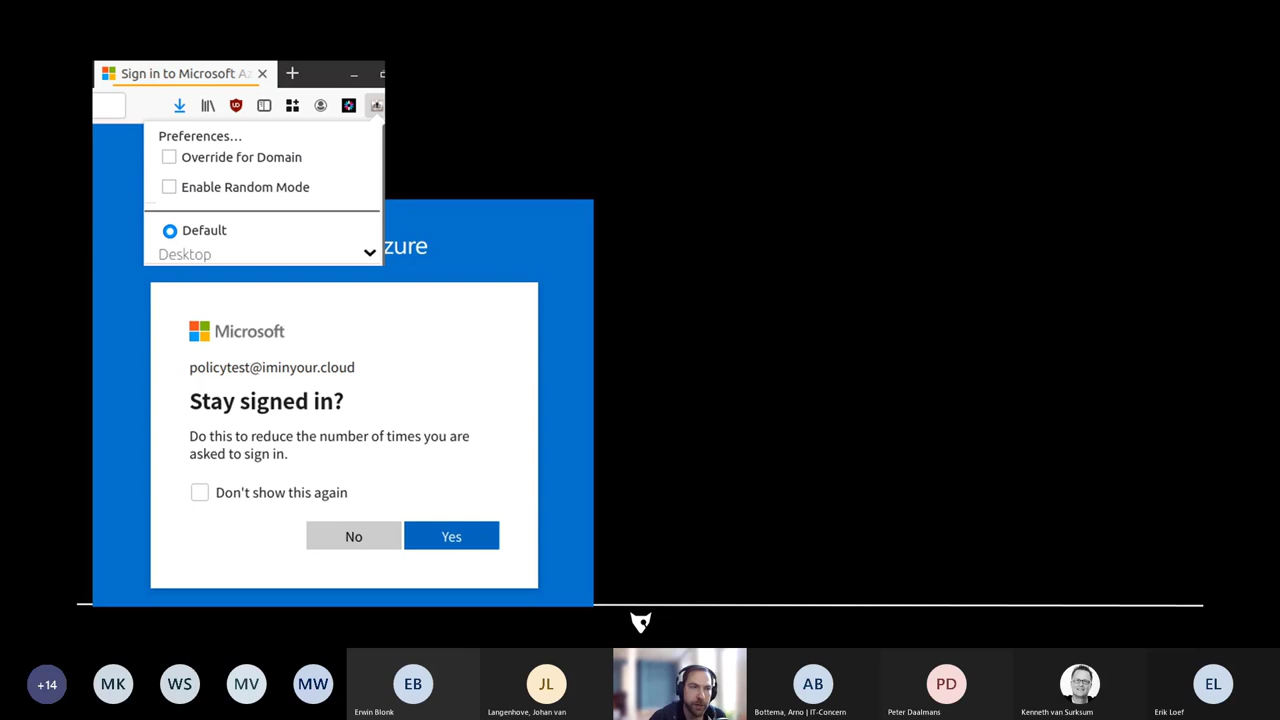 Sign in to Microsoft Az
Preferences...
Override for Domain
Enable Random Mode
Default
Desktop
zure
Microsoft
policytest@iminyour.cloud
Stay signed in?
Do this to reduce the number of times you are
asked to sign in.
Don't show this again
No
Yes
+14
MK
WS
MV
MW
EB
JL
AB
PD
EL
Erwin Blonk
Langenhove, Johan van
Bottema, Arno | IT-Concern
Peter Daalmans
Kenneth van Surksum
Erik Loef